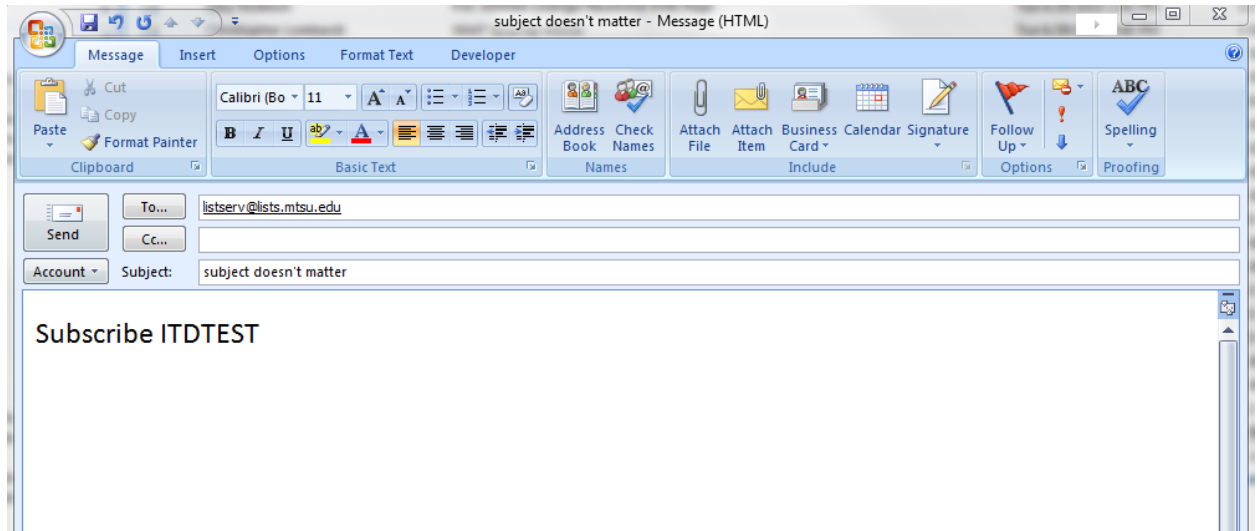 subject doesn't matter - Message (HTML)
Message Insert Options Format Text Developer
Paste
Cut
Copy
Format Painter
Clipboard
Calibri (Bo 11
B I U ab A
Basic Text
Address Book
Check Names
Names
Attach File
Attach Item
Business Card
Calendar
Signature
Include
Follow Up
Options
ABC
Spelling
Proofing
Send
To... listserv@lists.mtsu.edu
Cc...
Account Subject: subject doesn't matter
Subscribe ITDTEST